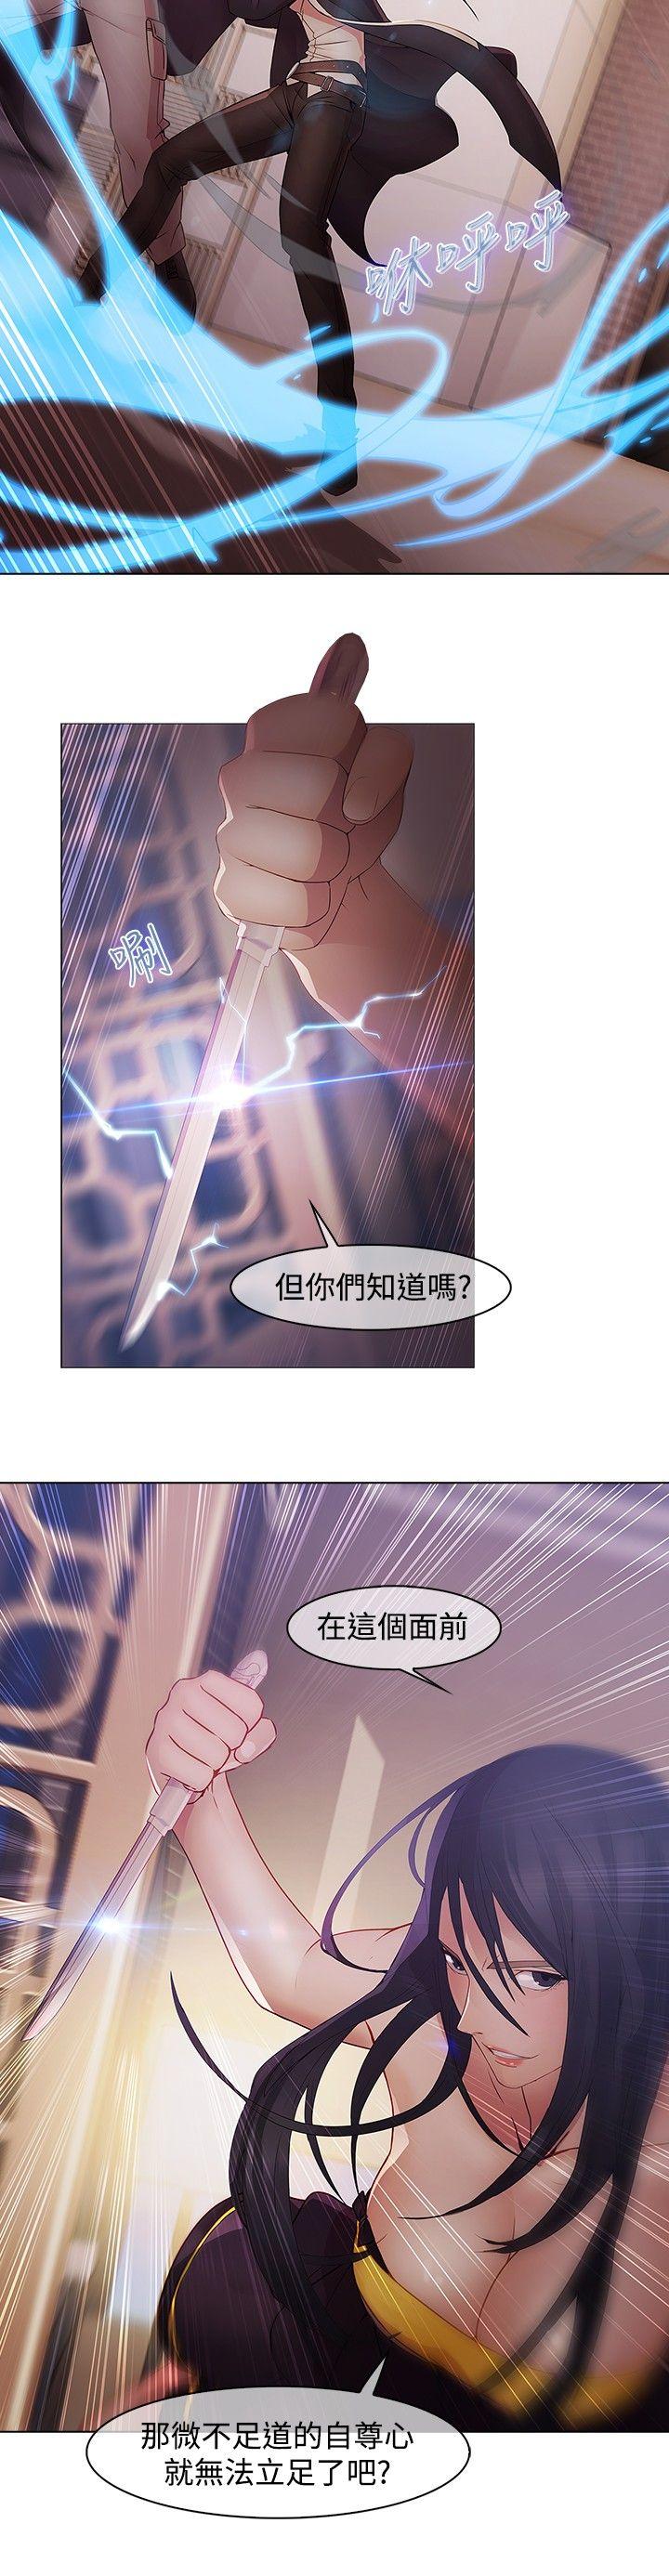 咻呼呼
唰
但你們知道嗎?
在這個面前
那微不足道的自尊心
就無法立足了吧?